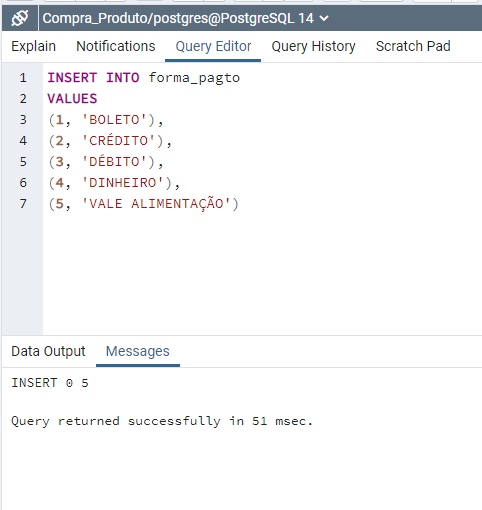 Compra_Produto/postgres@PostgreSQL 14
Explain Notifications Query Editor Query History Scratch Pad
1 INSERT INTO forma_pagto
2 VALUES
3 (1, 'BOLETO'),
4 (2, 'CRÉDITO'),
5 (3, 'DÉBITO'),
6 (4, 'DINHEIRO'),
7 (5, 'VALE ALIMENTAÇÃO')
Data Output Messages
INSERT 0 5
Query returned successfully in 51 msec.